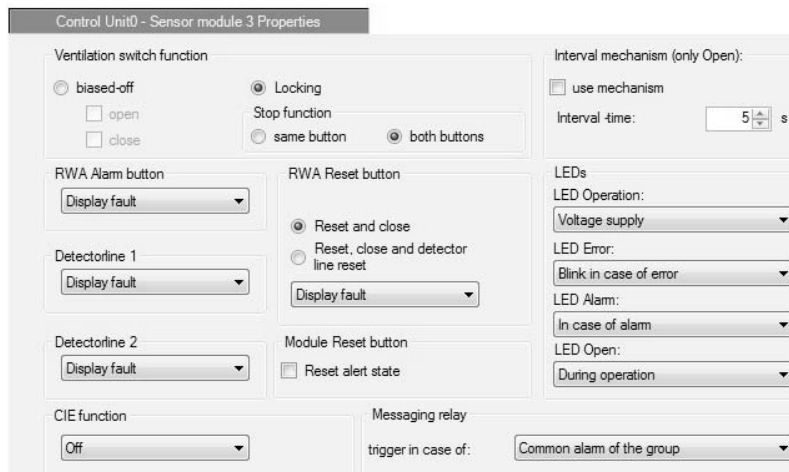 Control Unit0 - Sensor module 3 Properties
Ventilation switch function
biased-off
open
close
Locking
Stop function
same button
both buttons
Interval mechanism (only Open):
use mechanism
Interval -time:
5
s
RWA Alarm button
Display fault
RWA Reset button
Reset and close
Reset, close and detector
line reset
Display fault
LEDs
LED Operation:
Voltage supply
LED Error:
Blink in case of error
LED Alarm:
In case of alarm
LED Open:
During operation
Detectorline 1
Display fault
Detectorline 2
Display fault
Module Reset button
Reset alert state
CIE function
Off
Messaging relay
trigger in case of:
Common alarm of the group